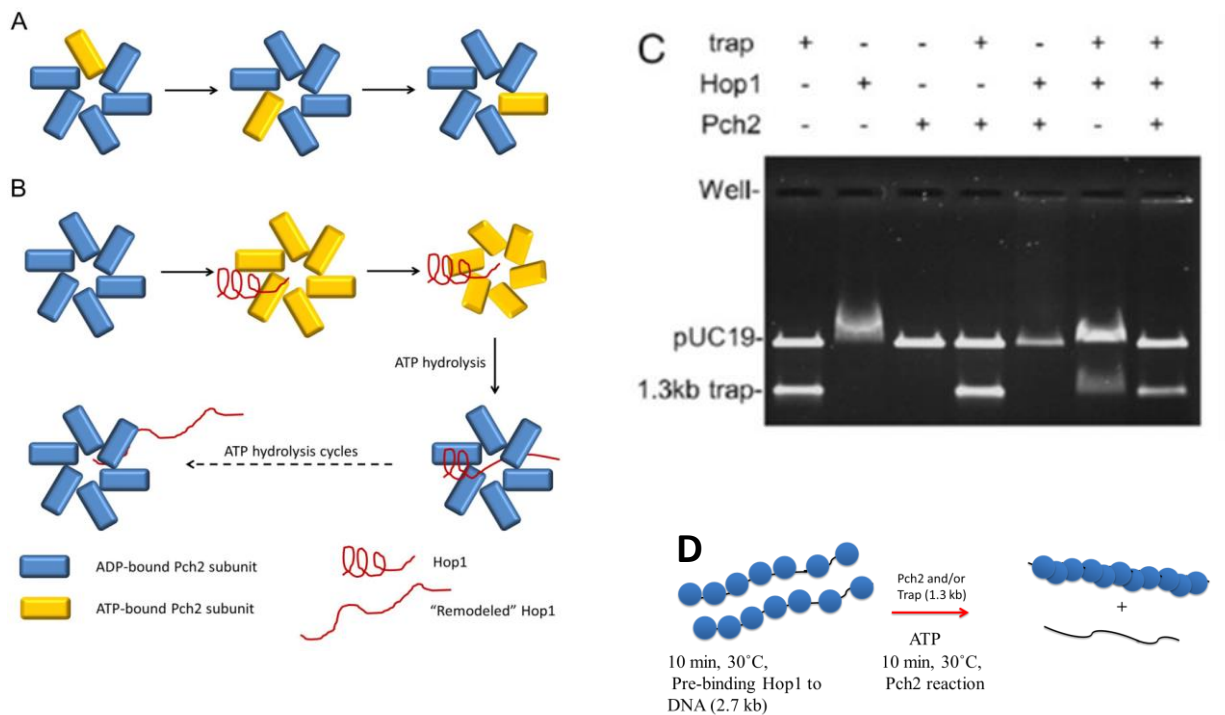 A
B
ATP hydrolysis
ATP hydrolysis cycles
ADP-bound Pch2 subunit
ATP-bound Pch2 subunit
Hop1
“Remodeled” Hop1
C
trap + - - + - + +
Hop1 - + - - + + +
Pch2 - - + + + - +
Well-
pUC19-
1.3kb trap-
D
Pch2 and/or
Trap (1.3 kb)
ATP
+
10 min, 30˚C,
Pre-binding Hop1 to
DNA (2.7 kb)
10 min, 30˚C,
Pch2 reaction